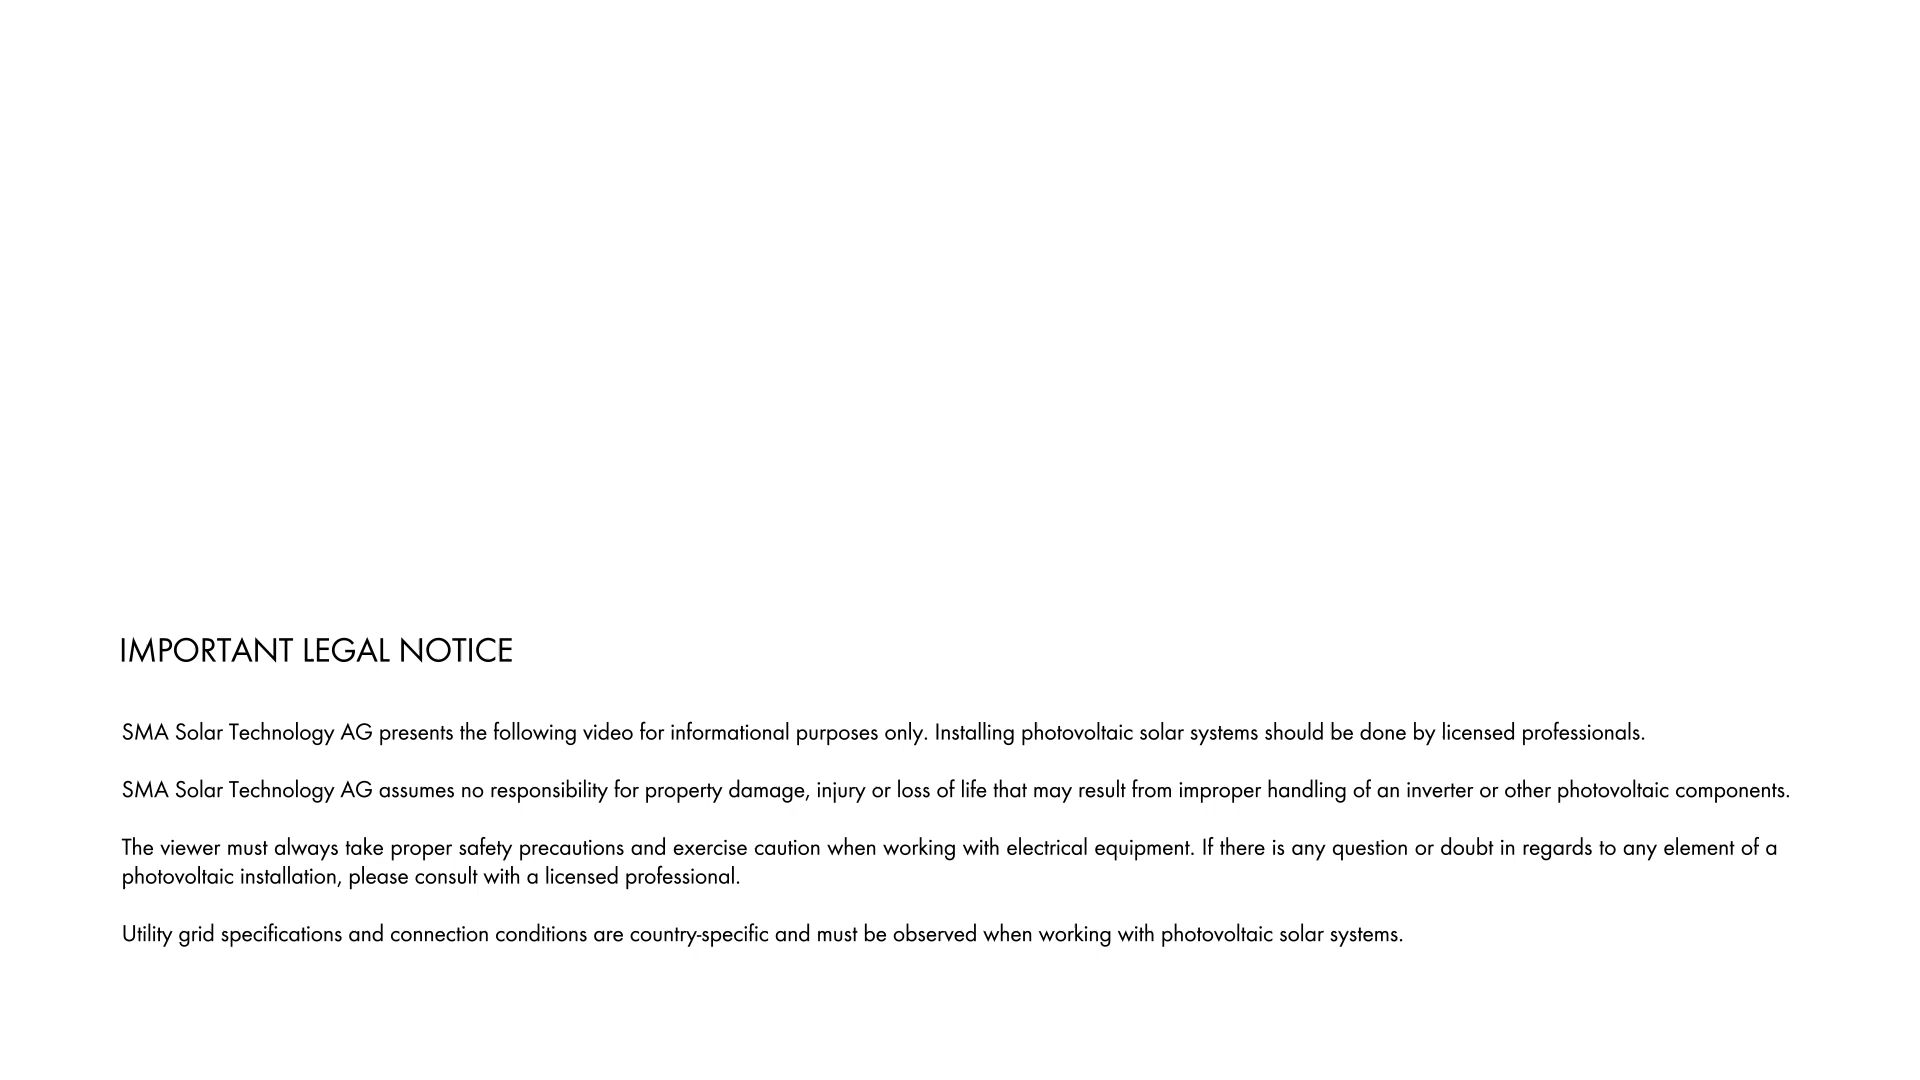 IMPORTANT LEGAL NOTICE
SMA Solar Technology AG presents the following video for informational purposes only. Installing photovoltaic solar systems should be done by licensed professionals.
SMA Solar Technology AG assumes no responsibility for property damage, injury or loss of life that may result from improper handling of an inverter or other photovoltaic components.
The viewer must always take proper safety precautions and exercise caution when working with electrical equipment. If there is any question or doubt in regards to any element of a
photovoltaic installation, please consult with a licensed professional.
Utility grid specifications and connection conditions are country-specific and must be observed when working with photovoltaic solar systems.